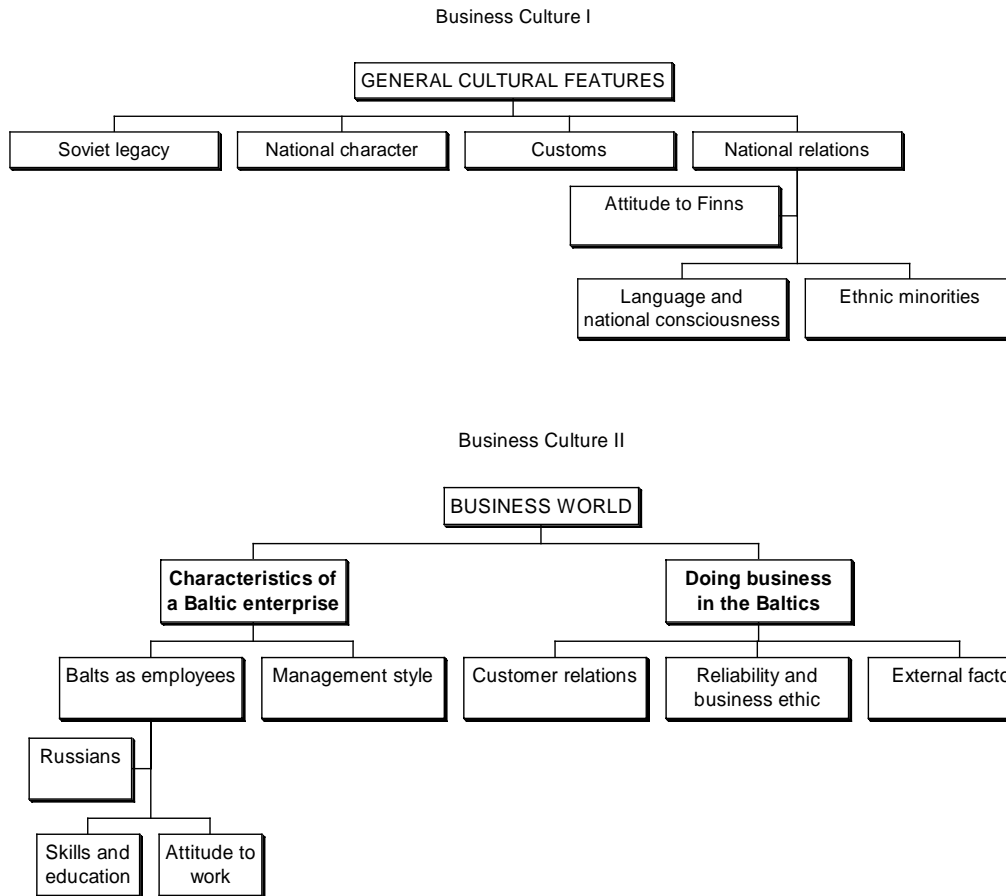 Business Culture I
GENERAL CULTURAL FEATURES
Soviet legacy
National character
Customs
National relations
Attitude to Finns
Language and
national consciousness
Ethnic minorities
Business Culture II
BUSINESS WORLD
Characteristics of
a Baltic enterprise
Doing business
in the Baltics
Balts as employees
Management style
Customer relations
Reliability and
business ethic
External facto
Russians
Skills and
education
Attitude to
work